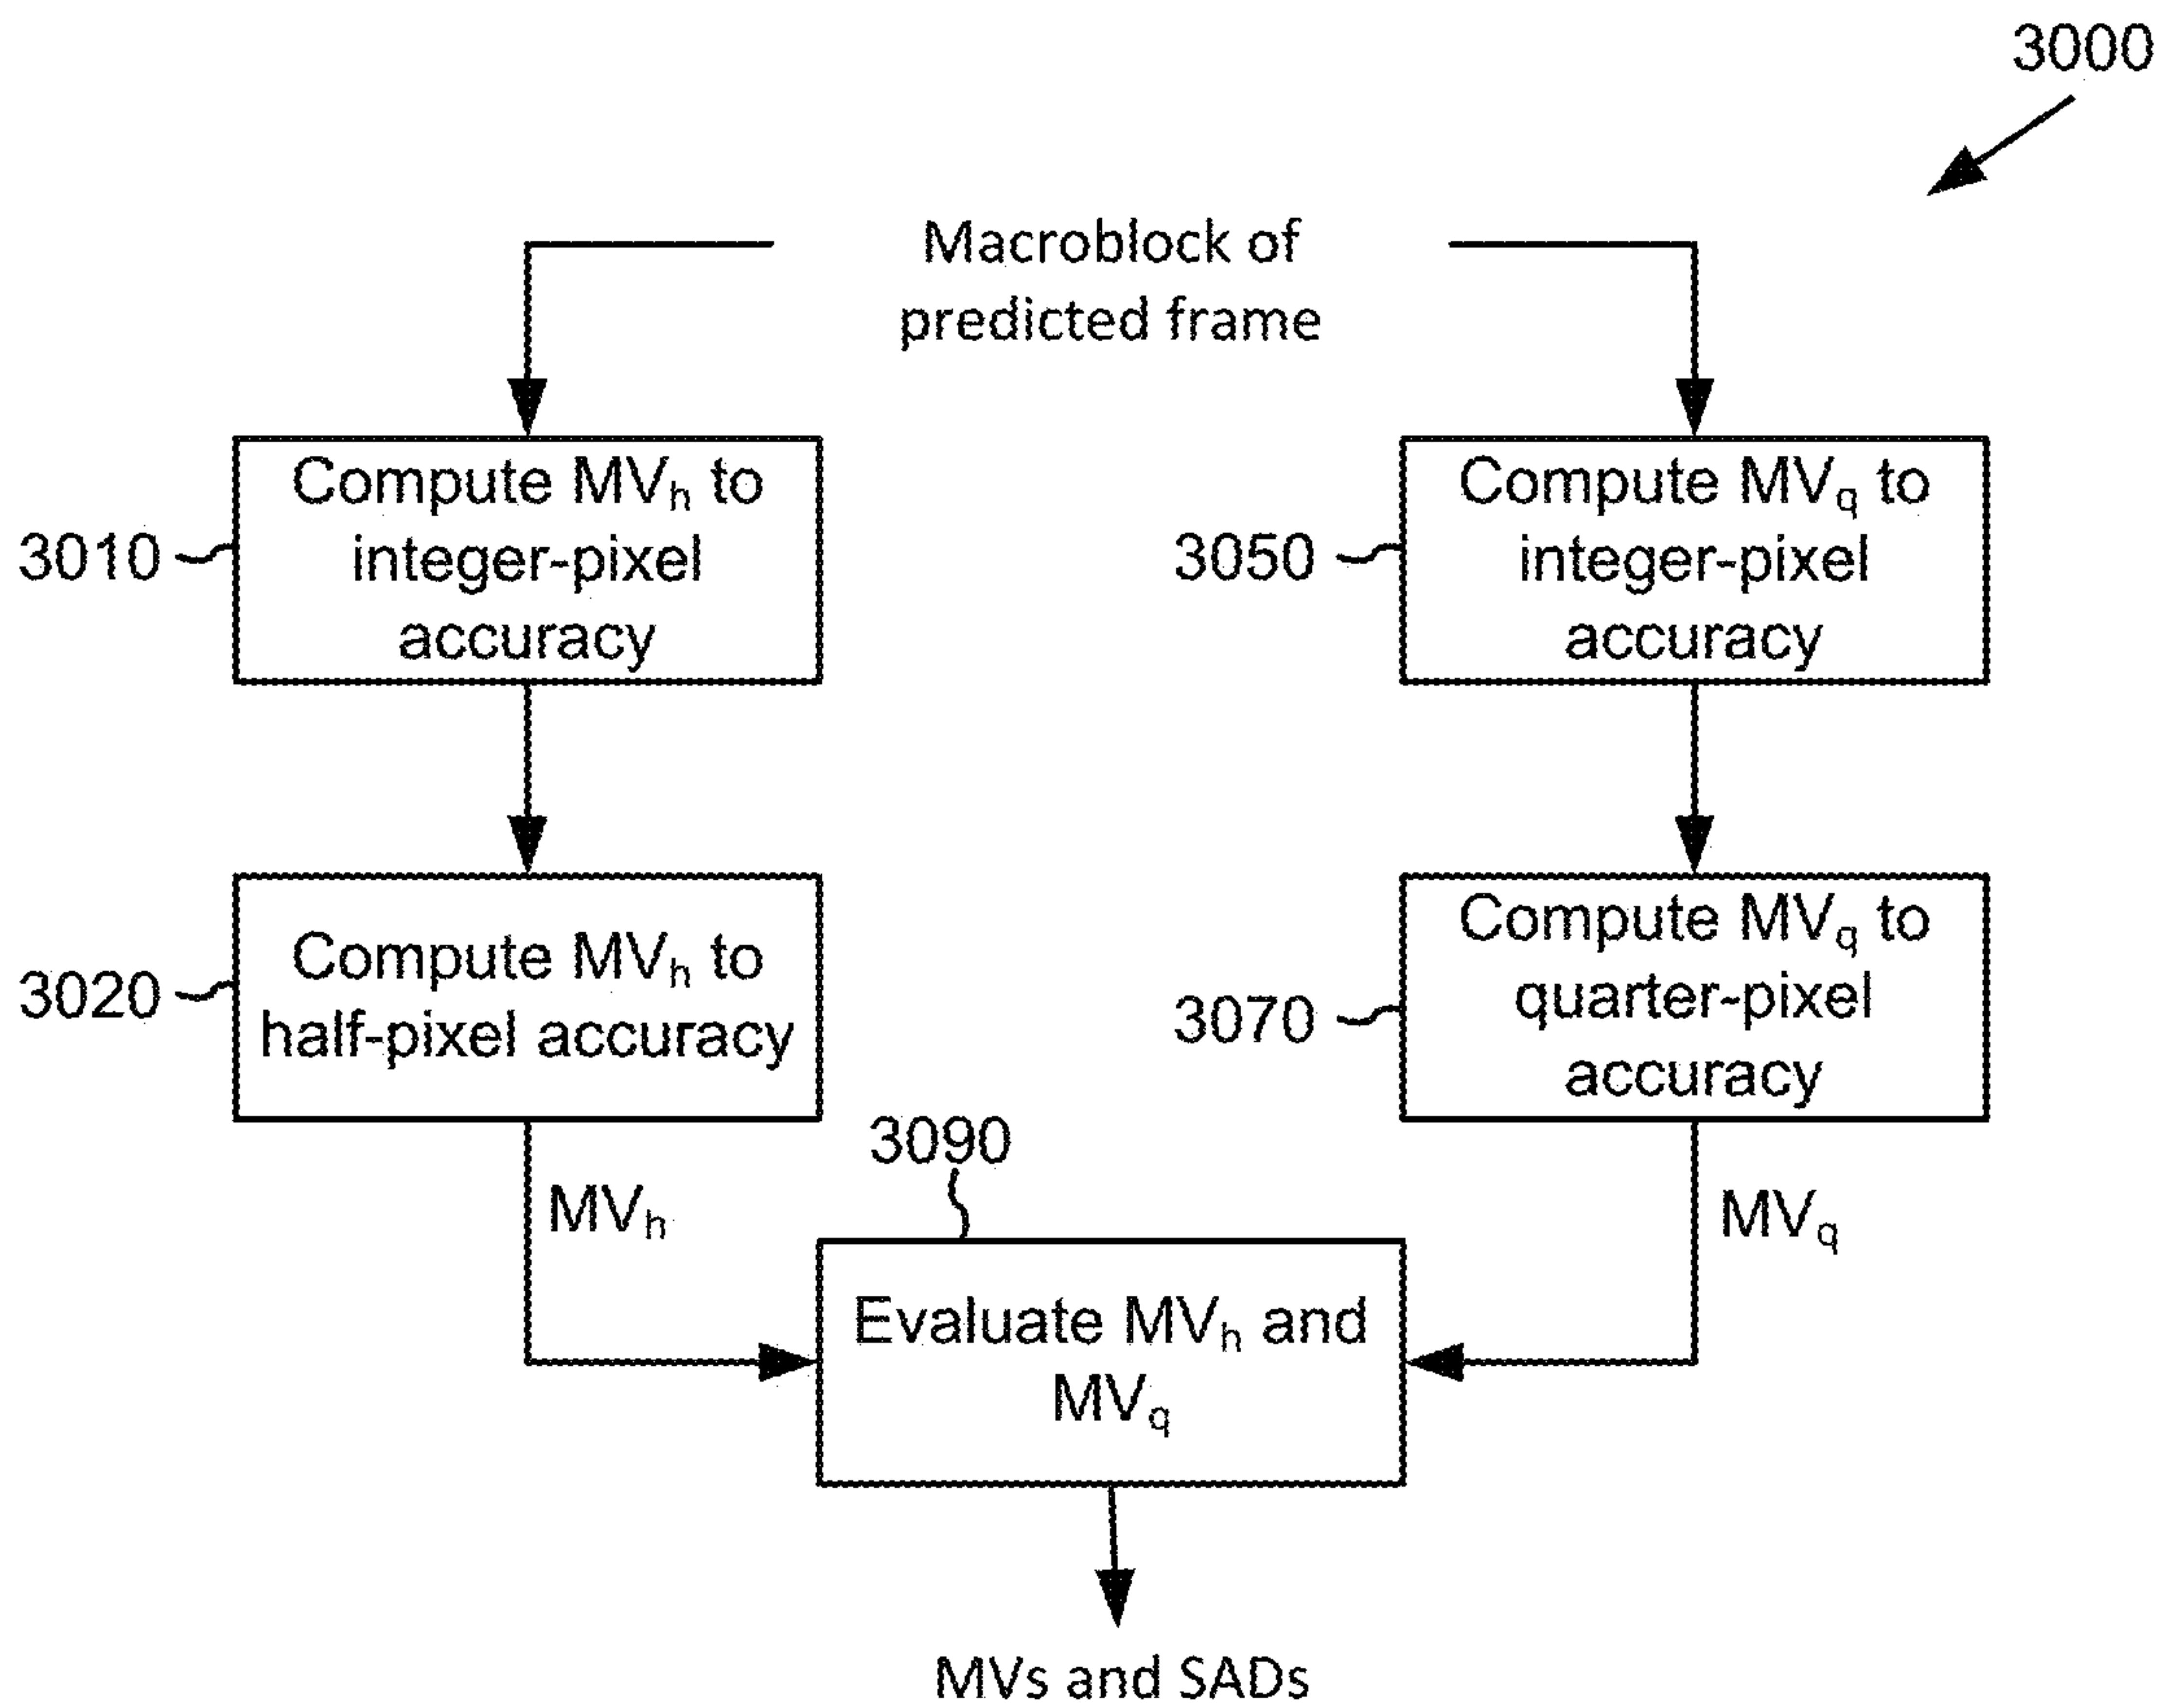 3000
Macroblock of
predicted frame
Compute MVh to
integer-pixel
accuracy
3010
Compute MVq to
integer-pixel
accuracy
3050
Compute MVh to
half-pixel accuracy
3020
Compute MVq to
quarter-pixel
accuracy
3070
3090
MVh
MVq
Evaluate MVh and
MVq
MVs and SADs